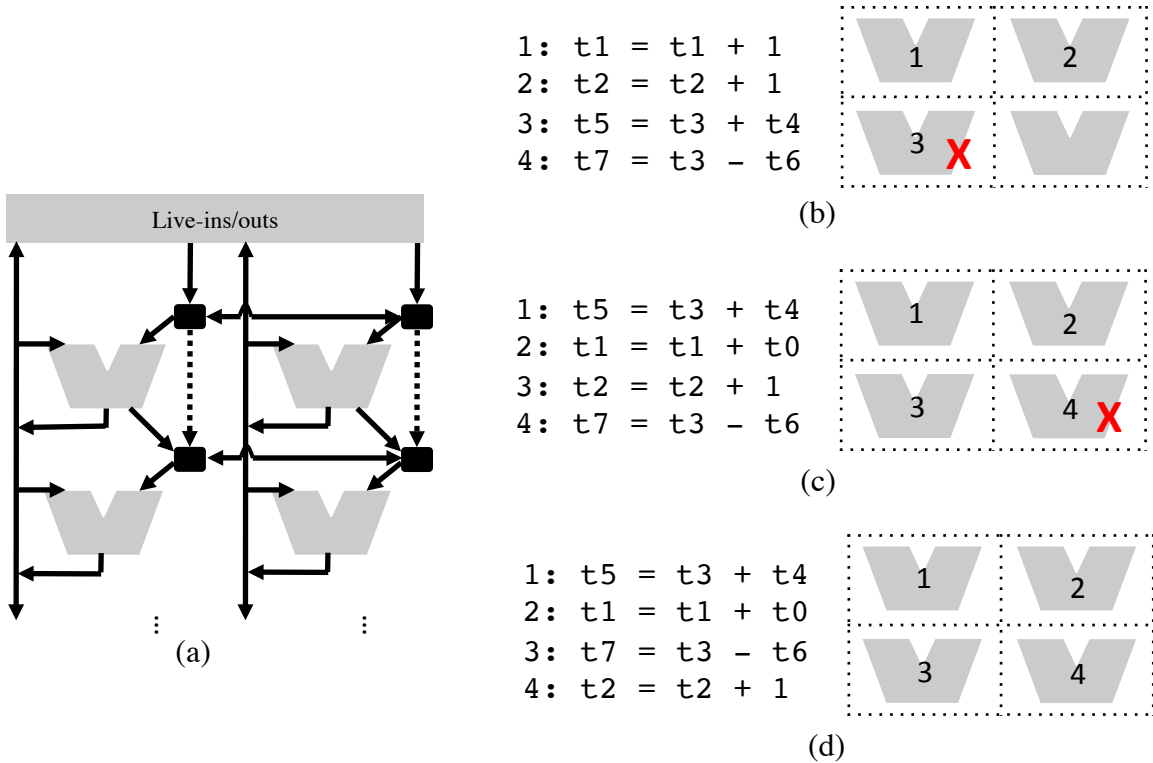 Live-ins/outs
...
...
(a)
1: t1 = t1 + 1
2: t2 = t2 + 1
3: t5 = t3 + t4
4: t7 = t3 - t6
1
2
3 X
(b)
1: t5 = t3 + t4
2: t1 = t1 + t0
3: t2 = t2 + 1
4: t7 = t3 - t6
1
2
3
4 X
(c)
1: t5 = t3 + t4
2: t1 = t1 + t0
3: t7 = t3 - t6
4: t2 = t2 + 1
1
2
3
4
(d)